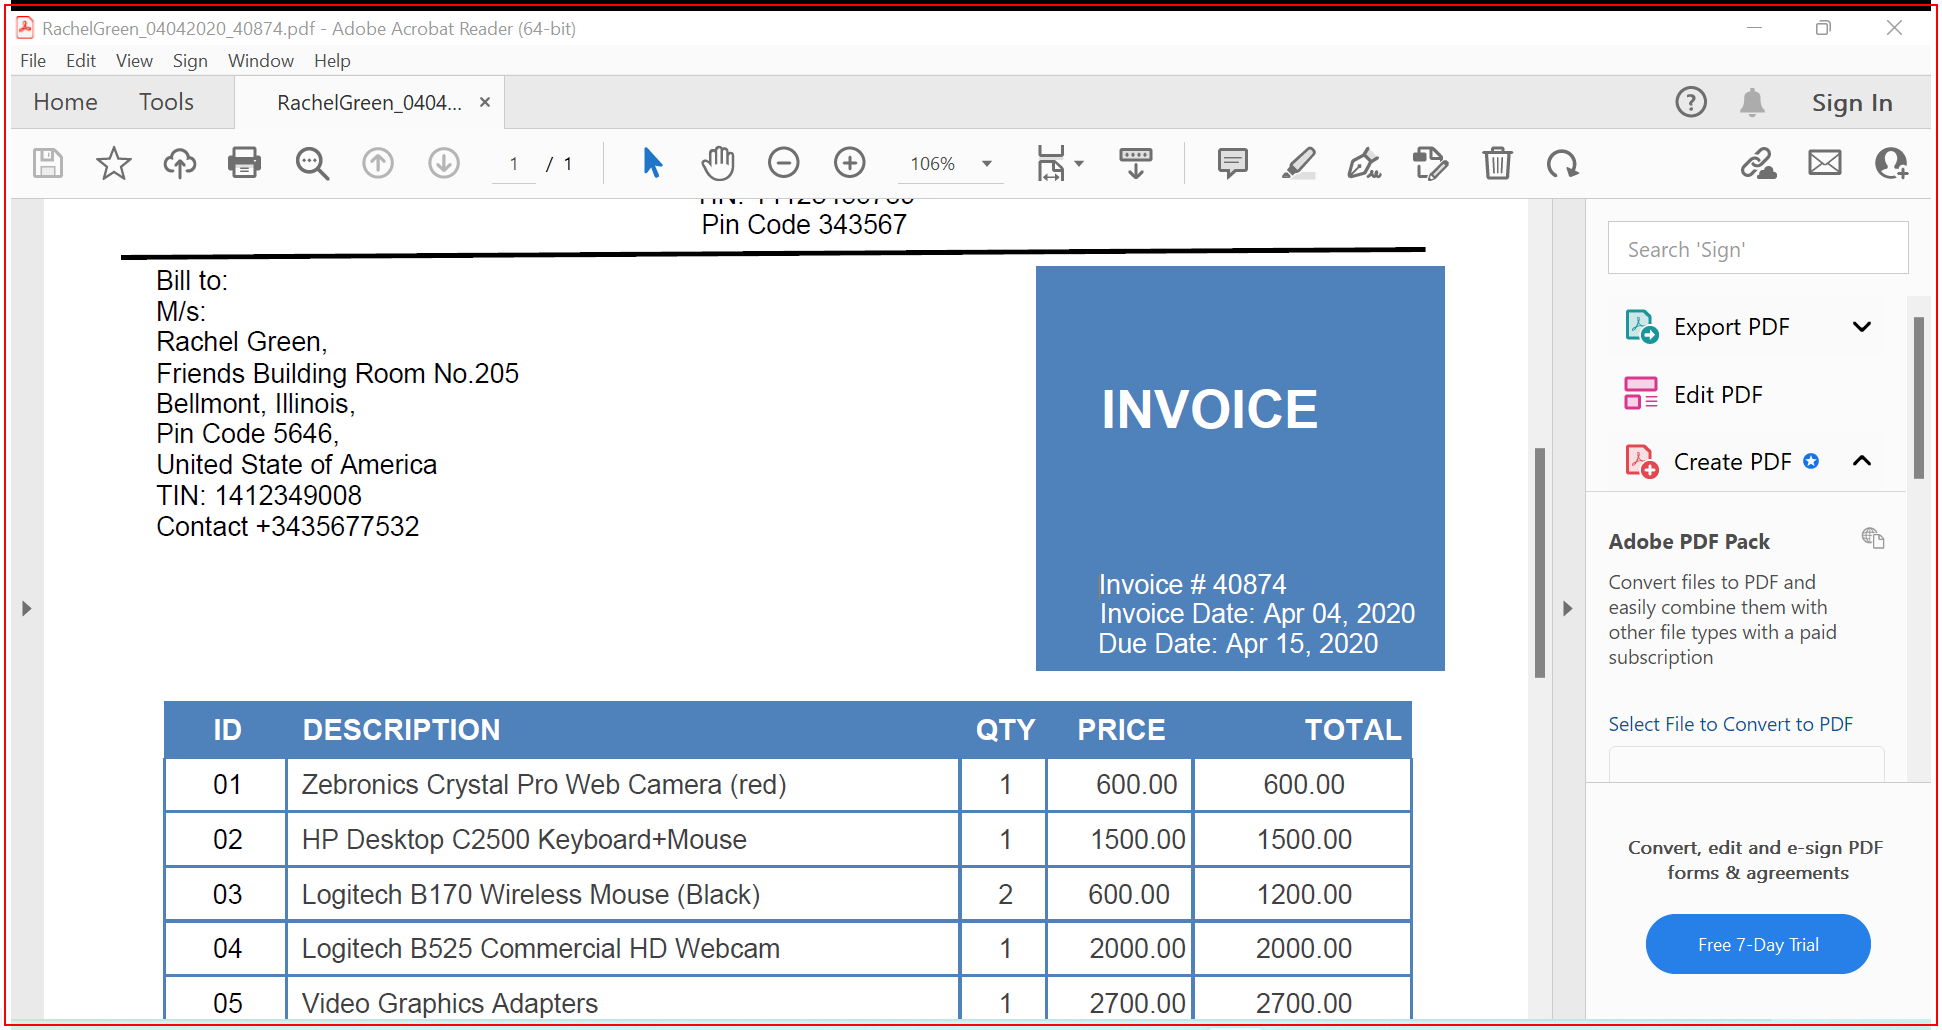 RachelGreen_04042020_40874.pdf - Adobe Acrobat Reader (64-bit)
File Edit View Sign Window Help
Home Tools RachelGreen_0404... × Sign In
1 / 1 106%
Pin Code 343567
Bill to:
M/s:
Rachel Green,
Friends Building Room No.205
Bellmont, Illinois,
Pin Code 5646,
United State of America
TIN: 1412349008
Contact +3435677532
INVOICE
Invoice # 40874
Invoice Date: Apr 04, 2020
Due Date: Apr 15, 2020
ID DESCRIPTION QTY PRICE TOTAL
01 Zebronics Crystal Pro Web Camera (red) 1 600.00 600.00
02 HP Desktop C2500 Keyboard+Mouse 1 1500.00 1500.00
03 Logitech B170 Wireless Mouse (Black) 2 600.00 1200.00
04 Logitech B525 Commercial HD Webcam 1 2000.00 2000.00
05 Video Graphics Adapters 1 2700.00 2700.00
Search 'Sign'
Export PDF
Edit PDF
Create PDF
Adobe PDF Pack
Convert files to PDF and
easily combine them with
other file types with a paid
subscription
Select File to Convert to PDF
Convert, edit and e-sign PDF
forms & agreements
Free 7-Day Trial